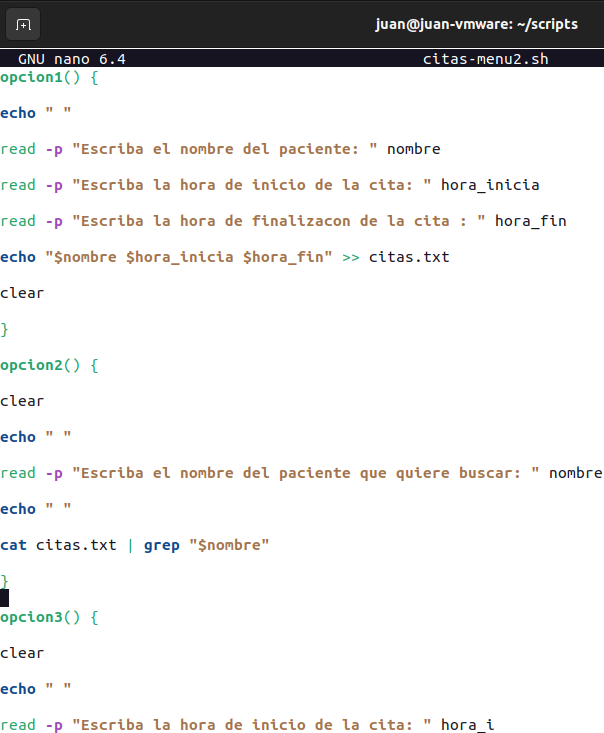 juan@juan-vmware: ~/scripts
GNU nano 6.4 citas-menu2.sh
opcion1() {
echo " "
read -p "Escriba el nombre del paciente: " nombre
read -p "Escriba la hora de inicio de la cita: " hora_inicia
read -p "Escriba la hora de finalizacon de la cita : " hora_fin
echo "$nombre $hora_inicia $hora_fin" >> citas.txt
clear
}
opcion2() {
clear
echo " "
read -p "Escriba el nombre del paciente que quiere buscar: " nombre
echo " "
cat citas.txt | grep "$nombre"
}
opcion3() {
clear
echo " "
read -p "Escriba la hora de inicio de la cita: " hora_i